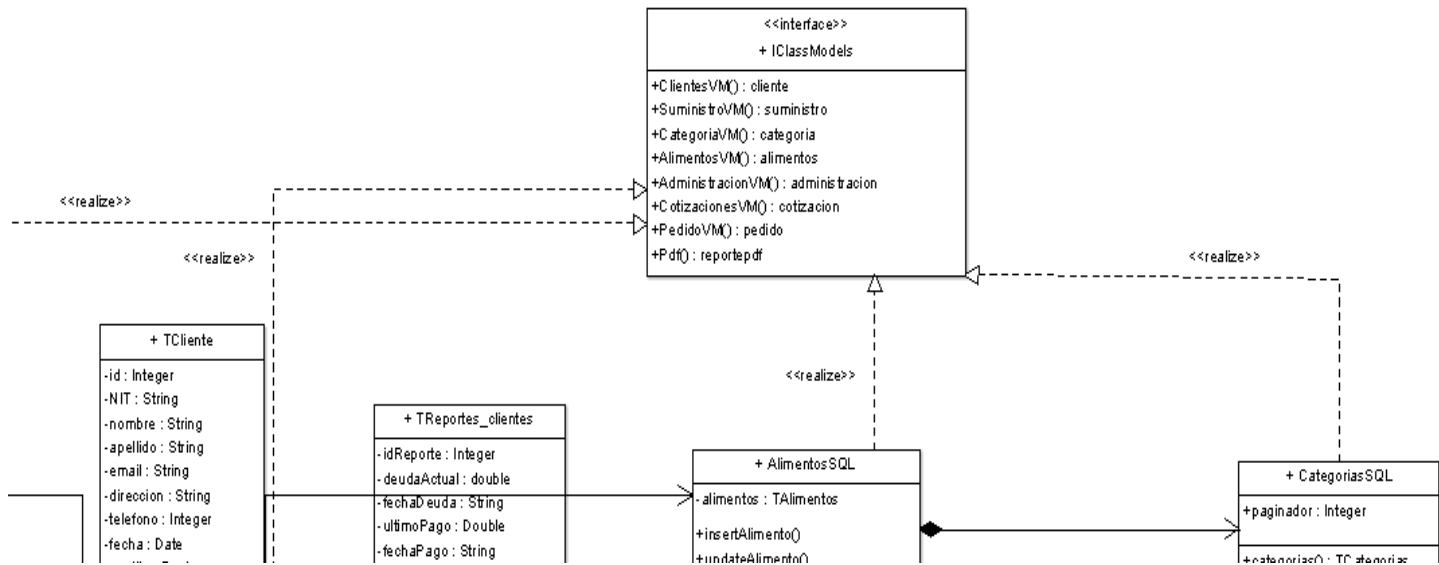 <<interface>>
+ IClassModels
+ClientesVM() : cliente
+SuministroVM() : suministro
+CategoriaVM() : categoria
+AlimentosVM() : alimentos
+AdministracionVM() : administracion
+CotizacionesVM() : cotizacion
+PedidoVM() : pedido
+Pdf() : reportepdf
<<realize>>
<<realize>>
<<realize>>
<<realize>>
+ TCliente
-id : Integer
-NIT : String
-nombre : String
-apellido : String
-email : String
-direccion : String
-telefono : Integer
-fecha : Date
+ TReportes_clientes
-idReporte : Integer
-deudaActual : double
-fechaDeuda : String
-ultimoPago : Double
-fechaPago : String
+ AlimentosSQL
-alimentos : TAlimentos
+insertAlimento()
+updateAlimento()
+ CategoriasSQL
+paginador : Integer
+categorias() : TCategorias